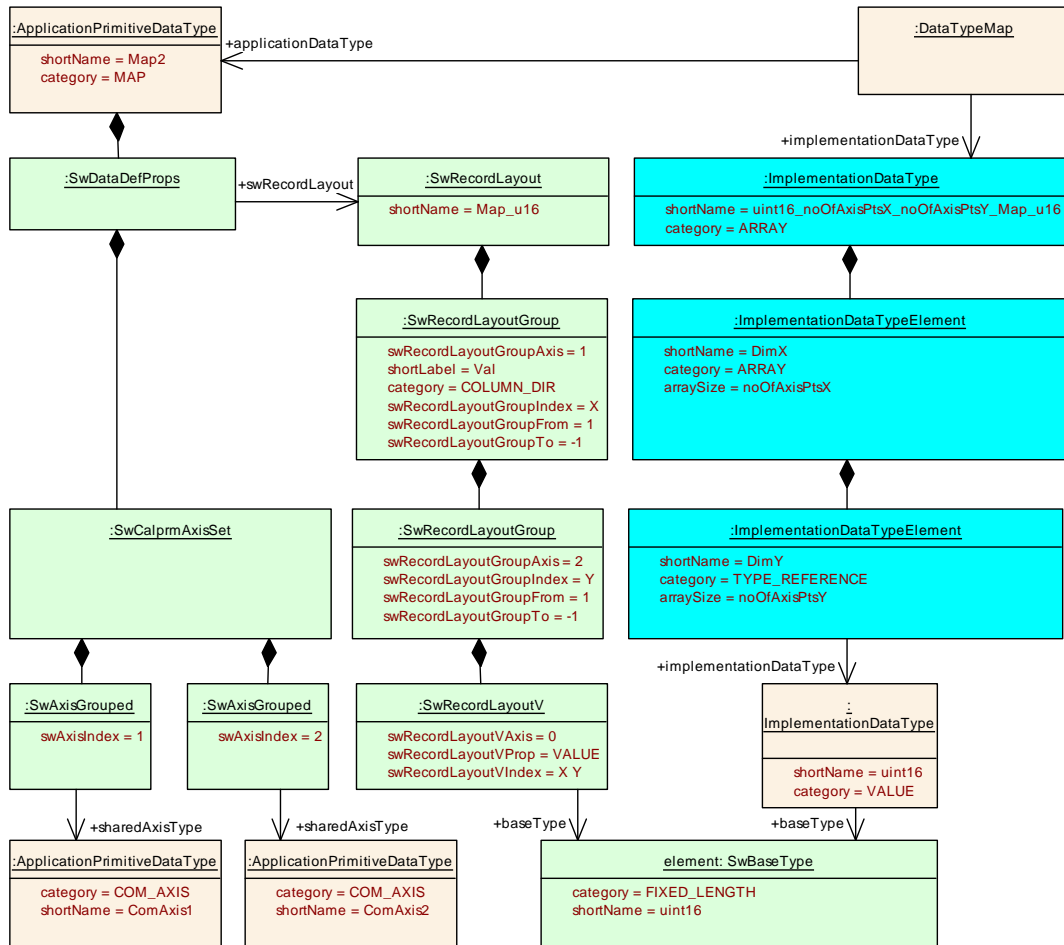 :ApplicationPrimitiveDataType
shortName = Map2
category = MAP
+applicationDataType
:DataTypeMap
+implementationDataType
:SwDataDefProps
+swRecordLayout
:SwRecordLayout
shortName = Map_u16
:ImplementationDataType
shortName = uint16_noOfAxisPtsX_noOfAxisPtsY_Map_u16
category = ARRAY
:SwRecordLayoutGroup
swRecordLayoutGroupAxis = 1
shortLabel = Val
category = COLUMN_DIR
swRecordLayoutGroupIndex = X
swRecordLayoutGroupFrom = 1
swRecordLayoutGroupTo = -1
:ImplementationDataTypeElement
shortName = DimX
category = ARRAY
arraySize = noOfAxisPtsX
:SwCalprmAxisSet
:SwRecordLayoutGroup
swRecordLayoutGroupAxis = 2
swRecordLayoutGroupIndex = Y
swRecordLayoutGroupFrom = 1
swRecordLayoutGroupTo = -1
:ImplementationDataTypeElement
shortName = DimY
category = TYPE_REFERENCE
arraySize = noOfAxisPtsY
+implementationDataType
:SwAxisGrouped
swAxisIndex = 1
:SwAxisGrouped
swAxisIndex = 2
:SwRecordLayoutV
swRecordLayoutVAxis = 0
swRecordLayoutVProp = VALUE
swRecordLayoutVIndex = X Y
:
ImplementationDataType
shortName = uint16
category = VALUE
+sharedAxisType
+sharedAxisType
+baseType
+baseType
:ApplicationPrimitiveDataType
category = COM_AXIS
shortName = ComAxis1
:ApplicationPrimitiveDataType
category = COM_AXIS
shortName = ComAxis2
element: SwBaseType
category = FIXED_LENGTH
shortName = uint16